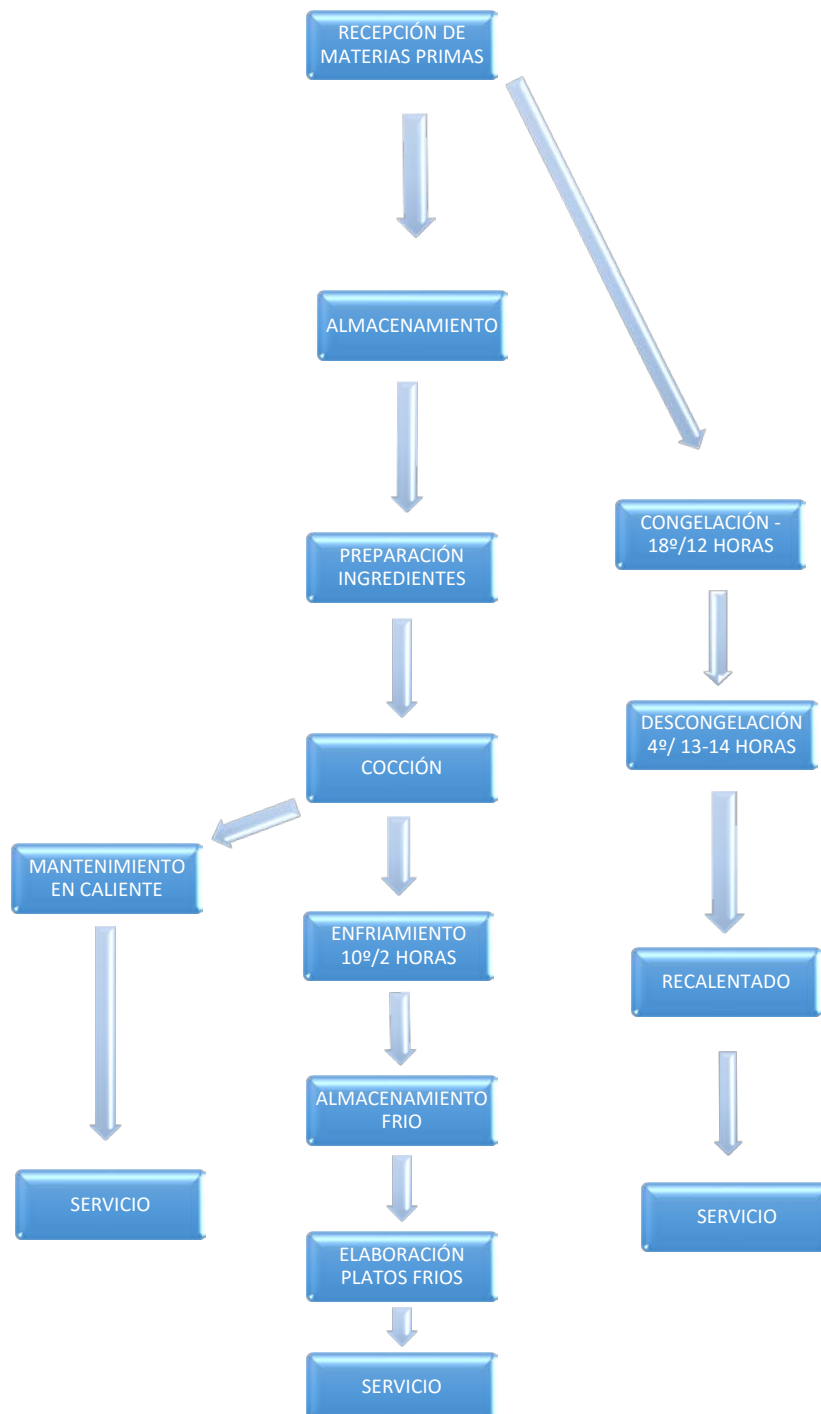 RECEPCIÓN DE
MATERIAS PRIMAS
ALMACENAMIENTO
PREPARACIÓN
INGREDIENTES
CONGELACIÓN -
18º/12 HORAS
DESCONGELACIÓN
4º/ 13-14 HORAS
COCCIÓN
MANTENIMIENTO
EN CALIENTE
ENFRIAMIENTO
10º/2 HORAS
RECALENTADO
ALMACENAMIENTO
FRIO
SERVICIO
SERVICIO
ELABORACIÓN
PLATOS FRIOS
SERVICIO